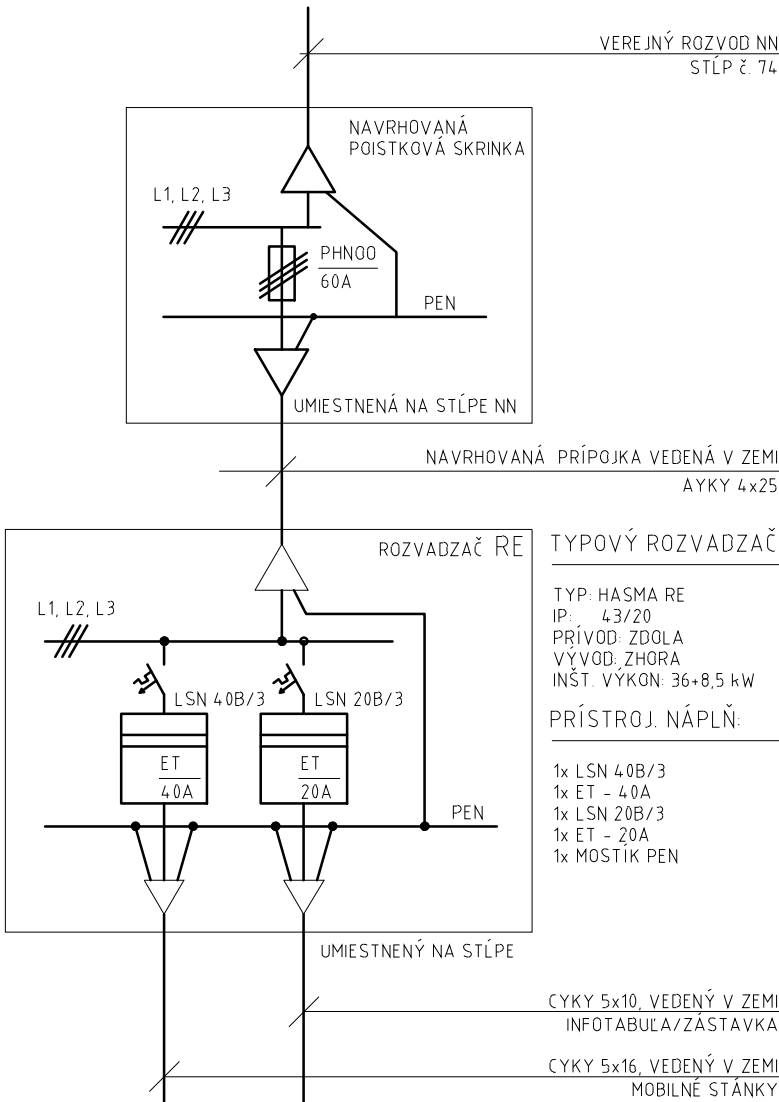 VEREJNÝ ROZVOD NN
STĹP č. 74
NAVRHOVANÁ
POISTKOVÁ SKRINKA
L1, L2, L3
PHN00
60A
PEN
UMIESTNENÁ NA STĹPE NN
NAVRHOVANÁ PRÍPOJKA VEDENÁ V ZEMI
AYKY 4x25
ROZVADZAČ RE
L1, L2, L3
LSN 40B/3
LSN 20B/3
ET
40A
ET
20A
PEN
UMIESTNENÝ NA STĹPE
TYPOVÝ ROZVADZAČ
TYP: HASMA RE
IP: 43/20
PRÍVOD: ZDOLA
VÝVOD: ZHORA
INŠT. VÝKON: 36+8,5 kW
PRÍSTROJ. NÁPLŇ:
1x LSN 40B/3
1x ET - 40A
1x LSN 20B/3
1x ET - 20A
1x MOSTÍK PEN
CYKY 5x10, VEDENÝ V ZEMI
INFOTABUĽA/ZÁSTAVKA
CYKY 5x16, VEDENÝ V ZEMI
MOBILNÉ STÁNKY